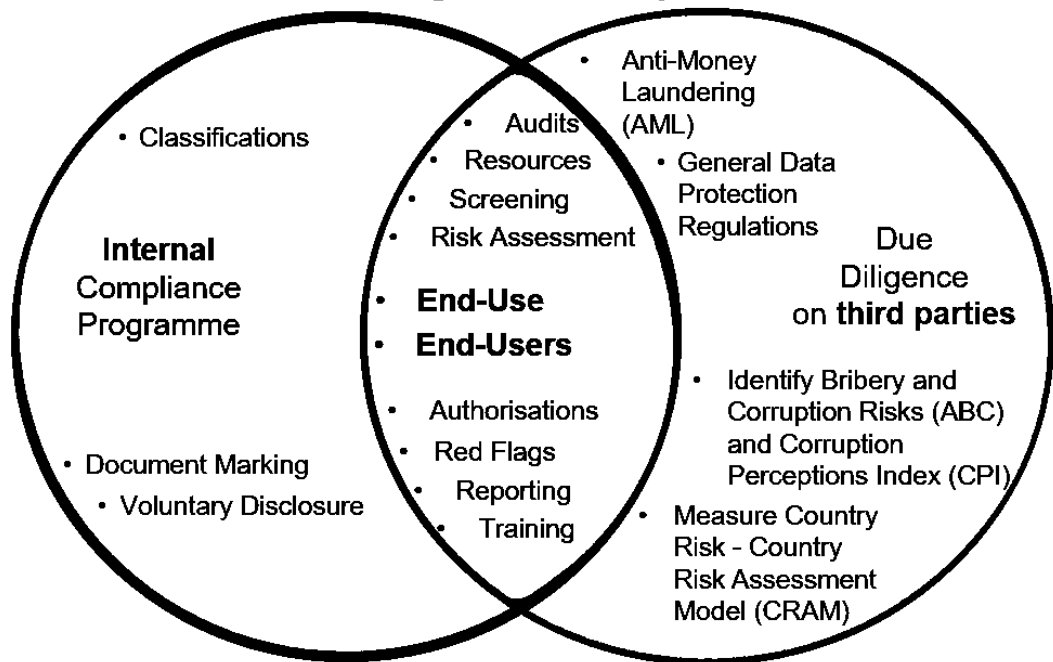 • Classifications
Internal
Compliance
Programme
• Document Marking
• Voluntary Disclosure
• Audits
• Resources
• Screening
• Risk Assessment
• End-Use
• End-Users
• Authorisations
• Red Flags
• Reporting
• Training
• Anti-Money
Laundering
(AML)
• General Data
Protection
Regulations
Due
Diligence
on third parties
• Identify Bribery and
Corruption Risks (ABC)
and Corruption
Perceptions Index (CPI)
• Measure Country
Risk - Country
Risk Assessment
Model (CRAM)